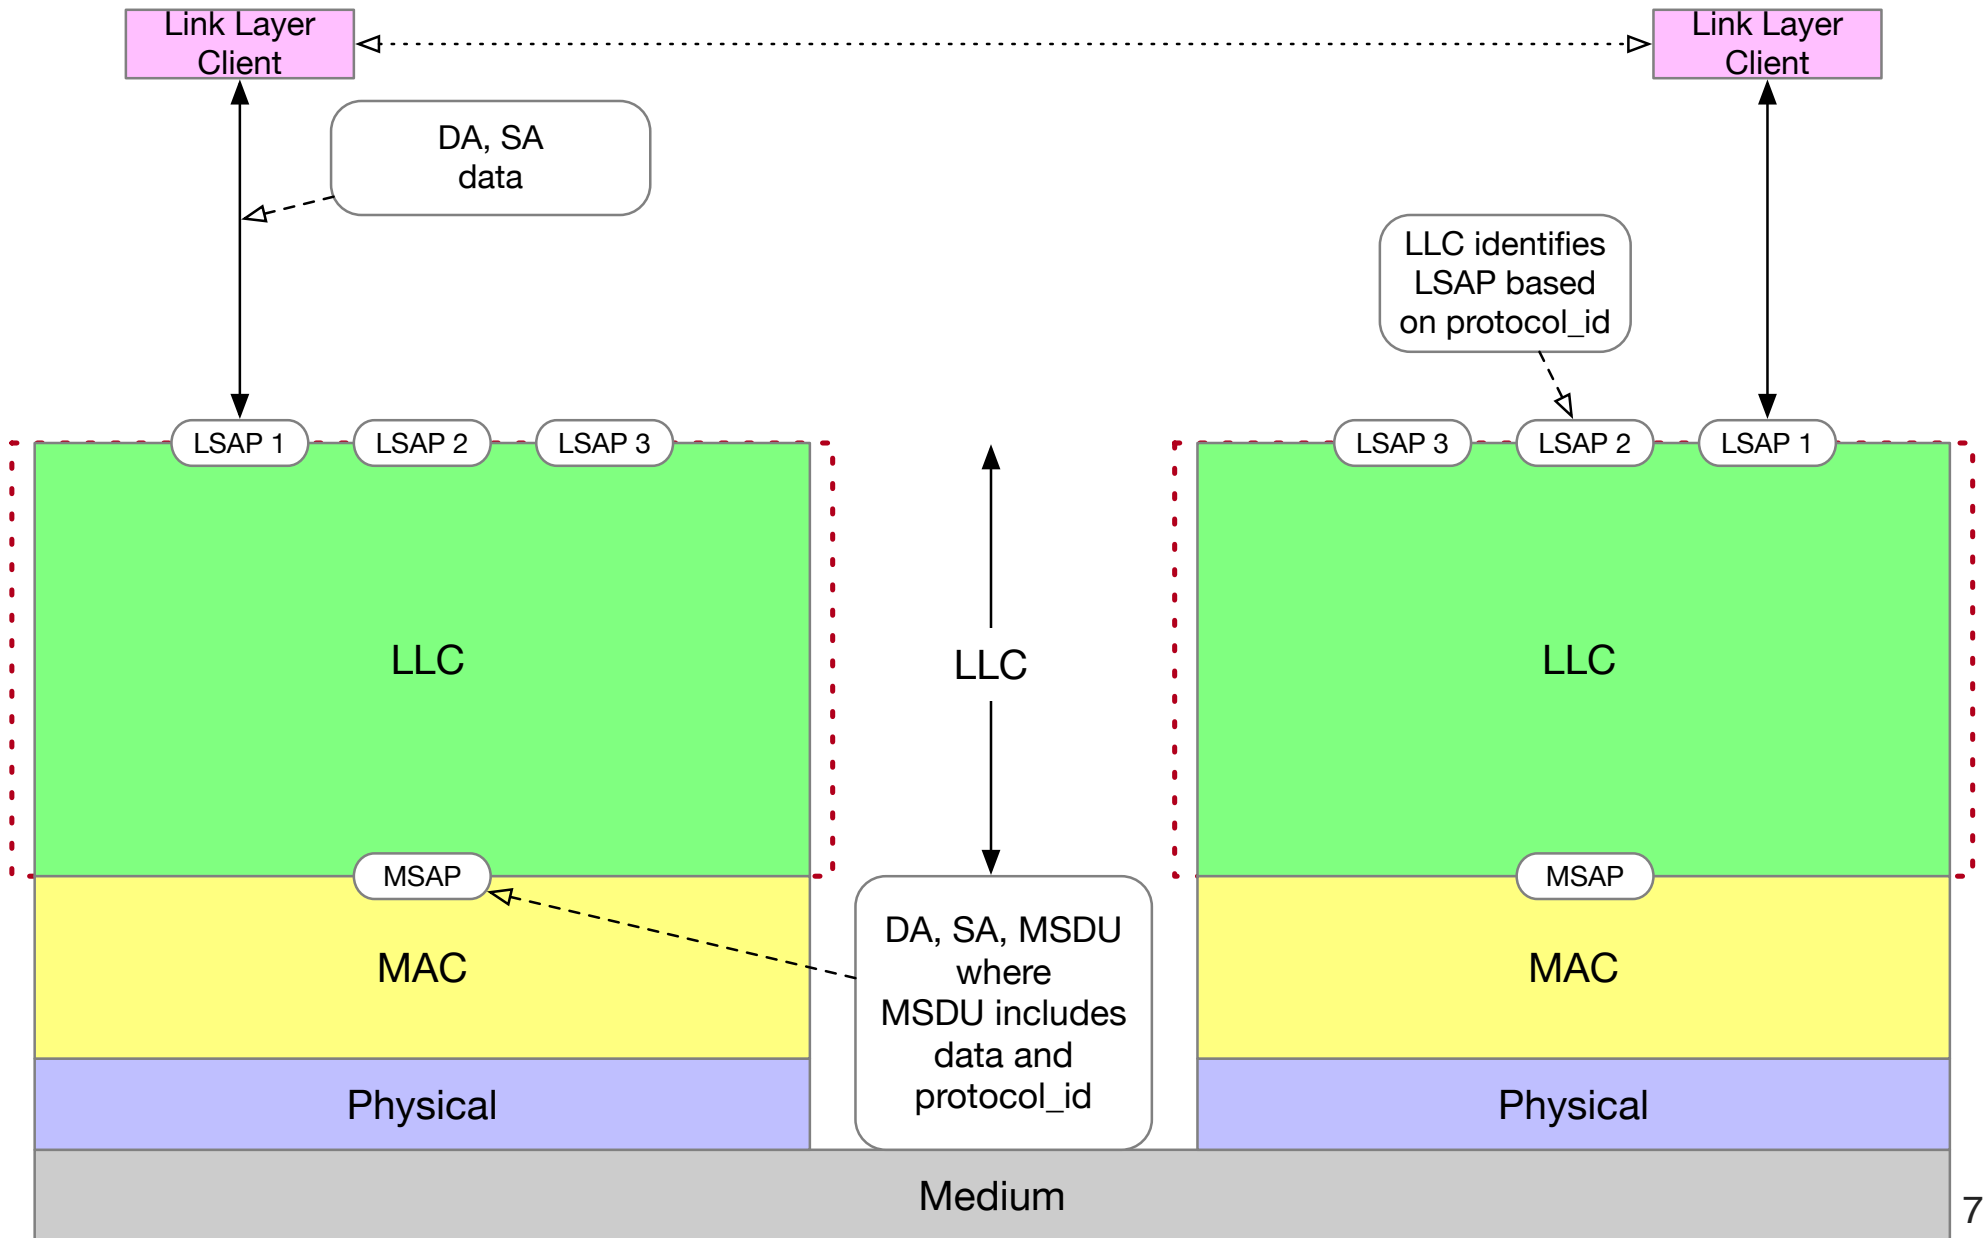 Link Layer
Client
Link Layer
Client
DA, SA
data
LLC identifies
LSAP based
on protocol_id
LSAP 1
LSAP 2
LSAP 3
LSAP 3
LSAP 2
LSAP 1
LLC
LLC
LLC
MSAP
MSAP
DA, SA, MSDU
where
MSDU includes
data and
protocol_id
MAC
MAC
Physical
Physical
Medium
7